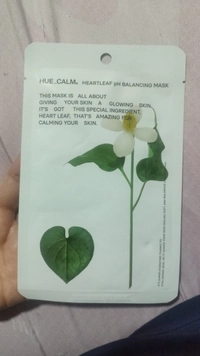 HUE_CALM. HEARTLEAF pH BALANCING MASK
THIS MASK IS ALL ABOUT
GIVING YOUR SKIN A GLOWING SKIN.
IT'S GOT THIS SPECIAL INGREDIENT,
HEART LEAF, THAT'S AMAZING FOR
CALMING YOUR SKIN.